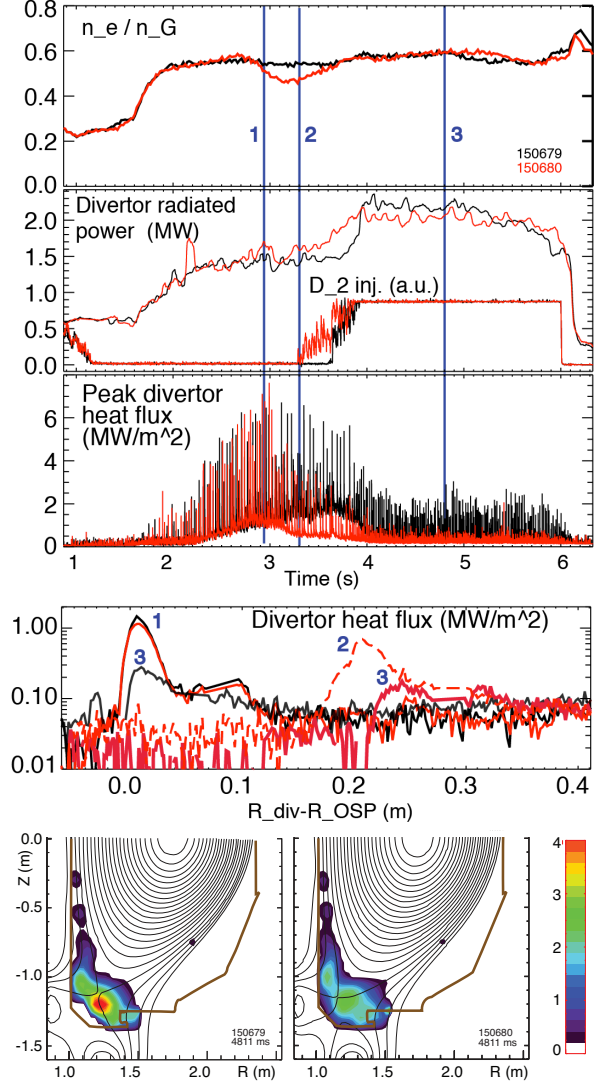 n_e / n_G
0.8
0.6
0.4
0.2
0.0
1
2
3
150679
150680
Divertor radiated
power (MW)
2.0
1.5
1.0
0.5
0.0
D_2 inj. (a.u.)
Peak divertor
heat flux
(MW/m^2)
8
6
4
2
0
1 2 3 4 5 6
Time (s)
Divertor heat flux (MW/m^2)
1.00
0.10
0.01
1
3
2
3
0.0 0.1 0.2 0.3 0.4
R_div-R_OSP (m)
Z (m)
0.0
-0.5
-1.0
-1.5
150679
4811 ms
1.0 1.5 2.0 R (m)
150680
4811 ms
1.0 1.5 2.0 R (m)
4
3
2
1
0